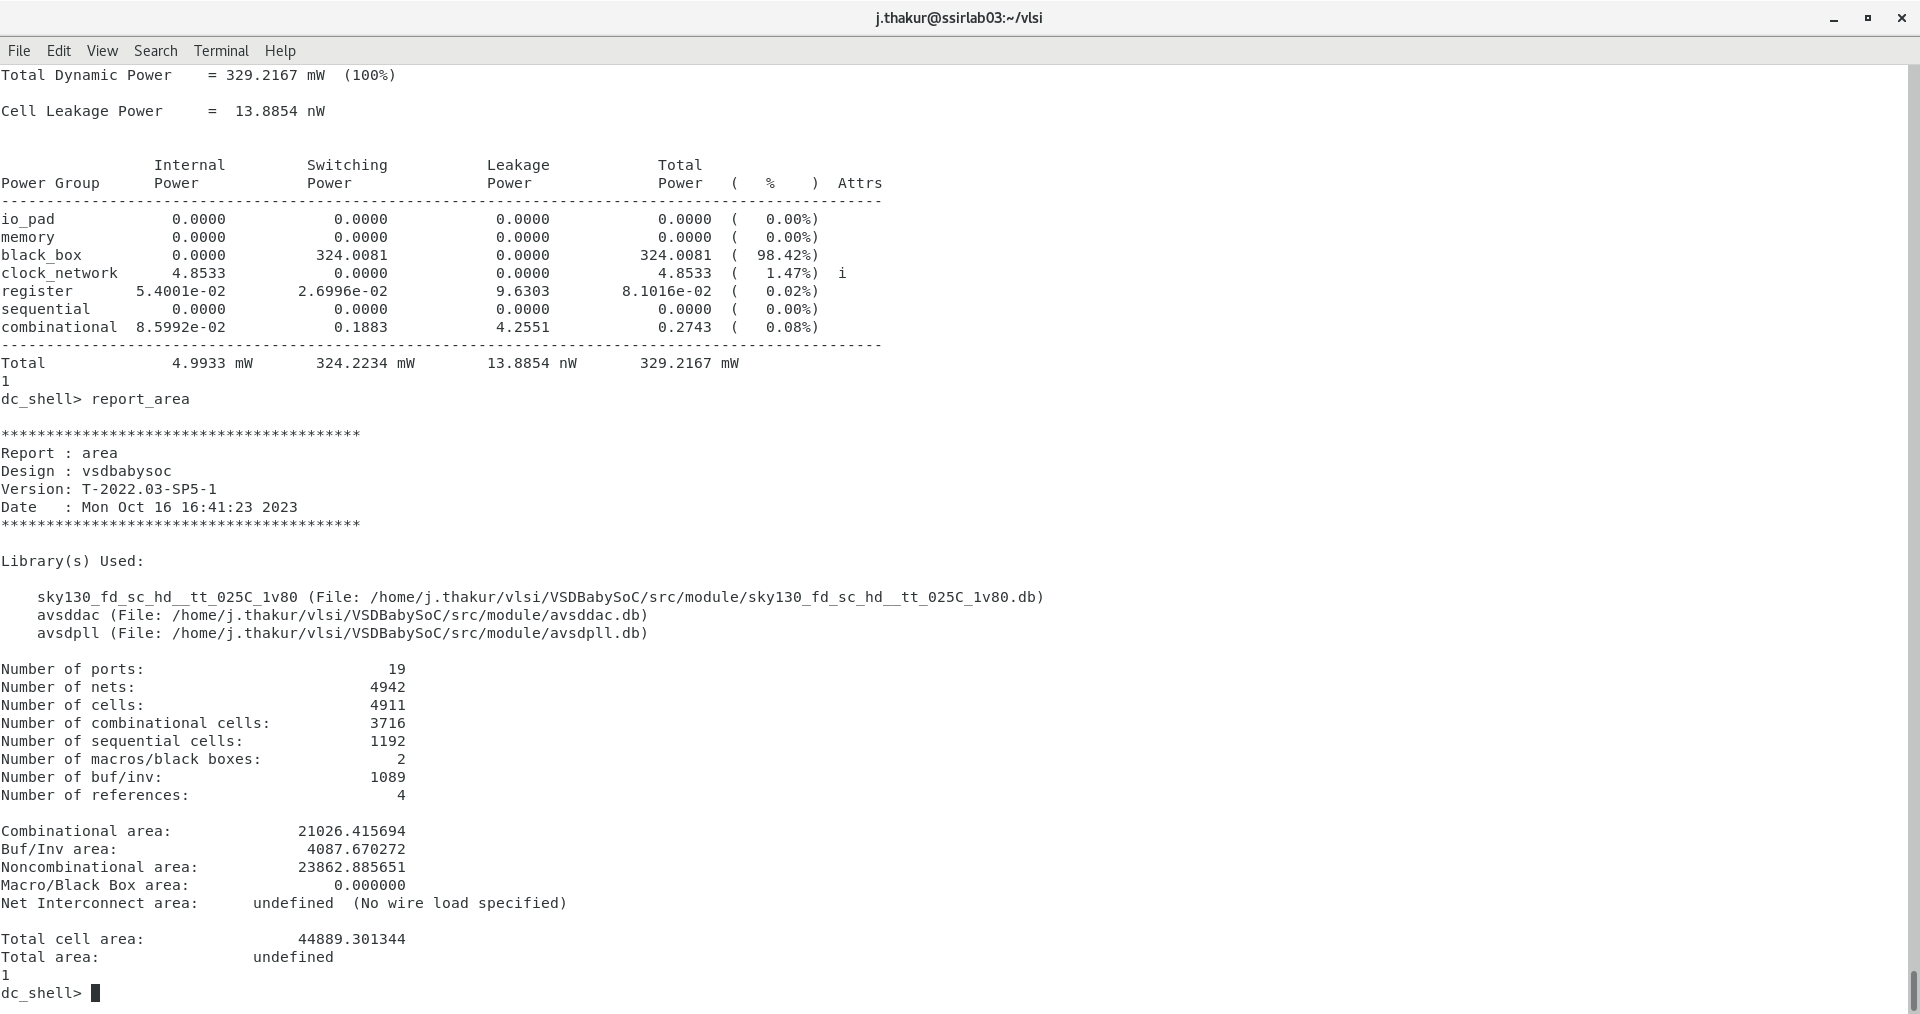 j.thakur@ssirlab03:~/vlsi
File Edit View Search Terminal Help
Total Dynamic Power    = 329.2167 mW  (100%)
Cell Leakage Power     =  13.8854 nW
                 Internal         Switching           Leakage            Total
Power Group      Power            Power               Power              Power   (   %    )  Attrs
--------------------------------------------------------------------------------------------------
io_pad             0.0000            0.0000            0.0000            0.0000  (   0.00%)
memory             0.0000            0.0000            0.0000            0.0000  (   0.00%)
black_box          0.0000          324.0081            0.0000          324.0081  (  98.42%)
clock_network      4.8533            0.0000            0.0000            4.8533  (   1.47%)  i
register       5.4001e-02        2.6996e-02            9.6303        8.1016e-02  (   0.02%)
sequential         0.0000            0.0000            0.0000            0.0000  (   0.00%)
combinational  8.5992e-02            0.1883            4.2551            0.2743  (   0.08%)
--------------------------------------------------------------------------------------------------
Total              4.9933 mW       324.2234 mW        13.8854 nW       329.2167 mW
1
dc_shell> report_area
****************************************
Report : area
Design : vsdbabysoc
Version: T-2022.03-SP5-1
Date   : Mon Oct 16 16:41:23 2023
****************************************
Library(s) Used:
    sky130_fd_sc_hd__tt_025C_1v80 (File: /home/j.thakur/vlsi/VSDBabySoC/src/module/sky130_fd_sc_hd__tt_025C_1v80.db)
    avsddac (File: /home/j.thakur/vlsi/VSDBabySoC/src/module/avsddac.db)
    avsdpll (File: /home/j.thakur/vlsi/VSDBabySoC/src/module/avsdpll.db)
Number of ports:                           19
Number of nets:                          4942
Number of cells:                         4911
Number of combinational cells:           3716
Number of sequential cells:              1192
Number of macros/black boxes:               2
Number of buf/inv:                       1089
Number of references:                       4
Combinational area:              21026.415694
Buf/Inv area:                     4087.670272
Noncombinational area:           23862.885651
Macro/Black Box area:                0.000000
Net Interconnect area:      undefined  (No wire load specified)
Total cell area:                 44889.301344
Total area:                 undefined
1
dc_shell>